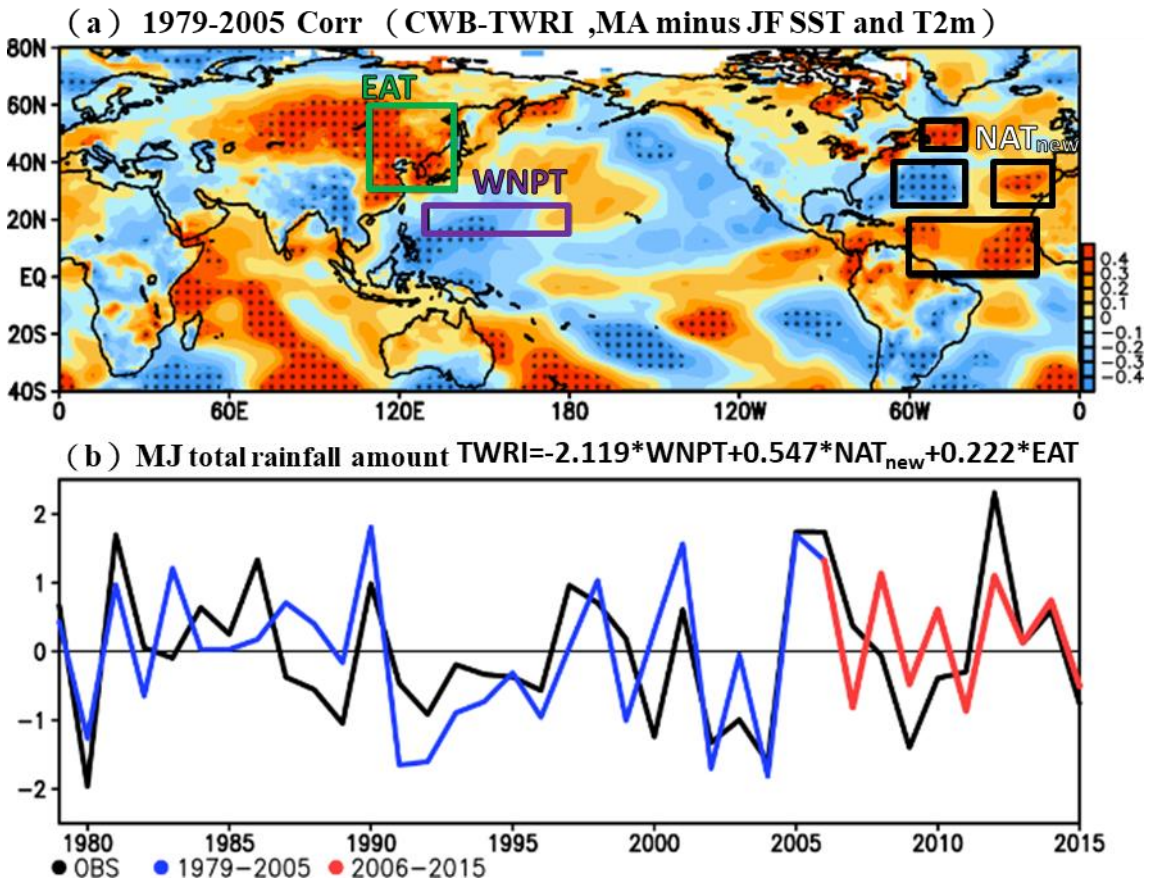 (a) 1979-2005 Corr (CWB-TWRI ,MA minus JF SST and T2m)
80N
60N
40N
20N
EQ
20S
40S
EAT
WNPT
NATnew
0.4
0.3
0.2
0.1
0
-0.1
-0.2
-0.3
-0.4
0 60E 120E 180 120W 60W 0
(b) MJ total rainfall amount TWRI=-2.119*WNPT+0.547*NATnew+0.222*EAT
2
1
0
-1
-2
1980 1985 1990 1995 2000 2005 2010 2015
OBS 1979-2005 2006-2015